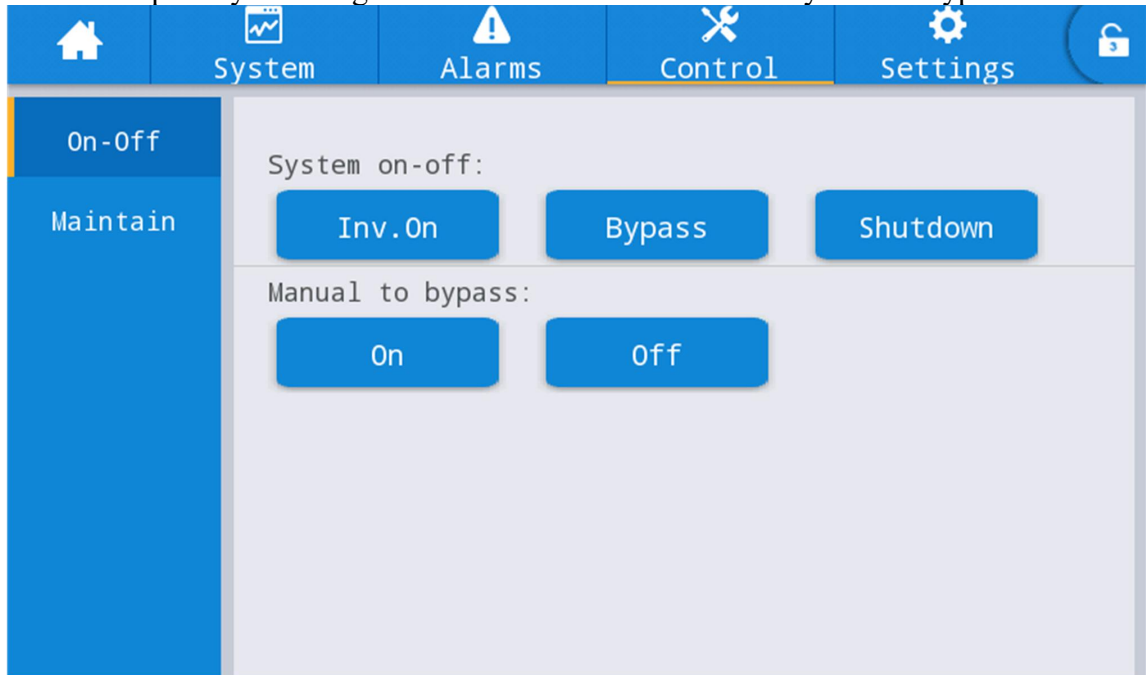 System Alarms Control Settings
3
On-Off
Maintain
System on-off:
Inv.On Bypass Shutdown
Manual to bypass:
On Off